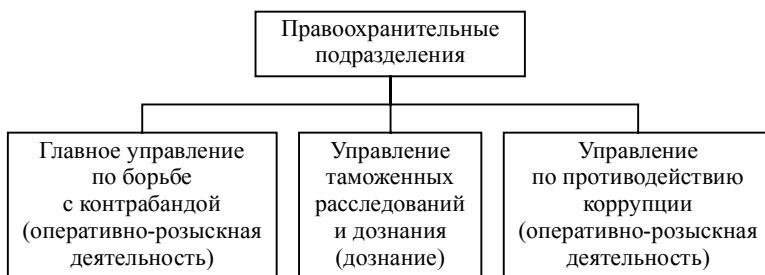 Правоохранительные
подразделения
Главное управление
по борьбе
с контрабандой
(оперативно-розыскная
деятельность)
Управление
таможенных
расследований
и дознания
(дознание)
Управление
по противодействию
коррупции
(оперативно-розыскная
деятельность)